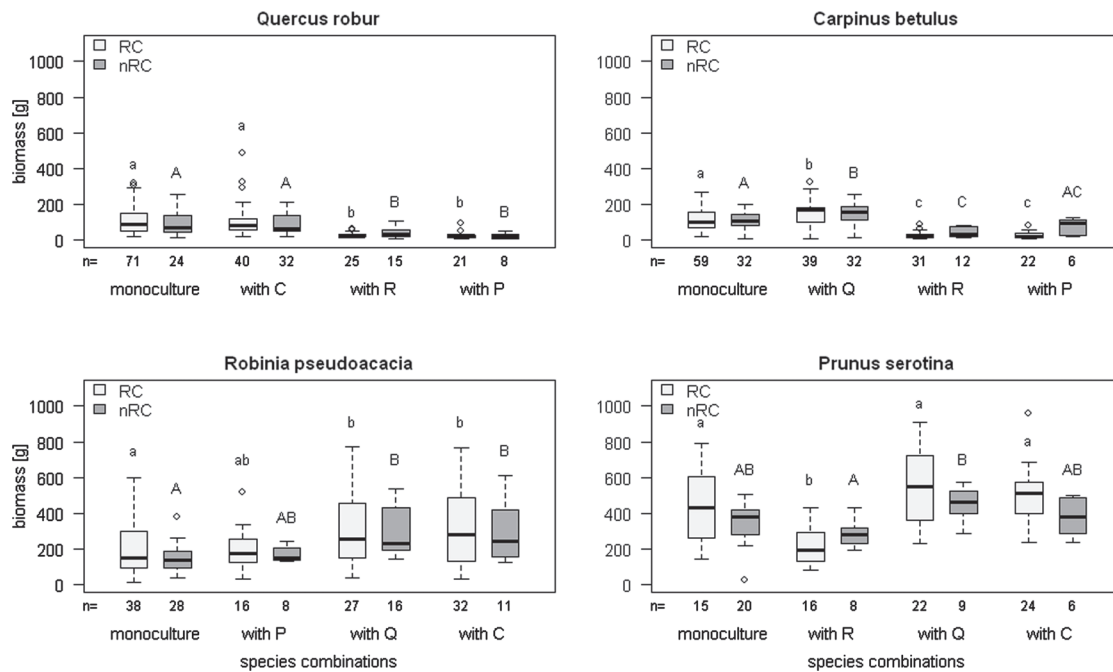 Quercus robur
RC
nRC
biomass [g]
1000
800
600
400
200
0
a A a A b B b B
n= 71 24 40 32 25 15 21 8
monoculture with C with R with P
Carpinus betulus
RC
nRC
1000
800
600
400
200
0
a A b B c C c AC
n= 59 32 39 32 31 12 22 6
monoculture with Q with R with P
Robinia pseudoacacia
RC
nRC
biomass [g]
1000
800
600
400
200
0
a A ab AB b B b B
n= 38 28 16 8 27 16 32 11
monoculture with P with Q with C
species combinations
Prunus serotina
RC
nRC
1000
800
600
400
200
0
a AB b A a B a AB
n= 15 20 16 8 22 9 24 6
monoculture with R with Q with C
species combinations